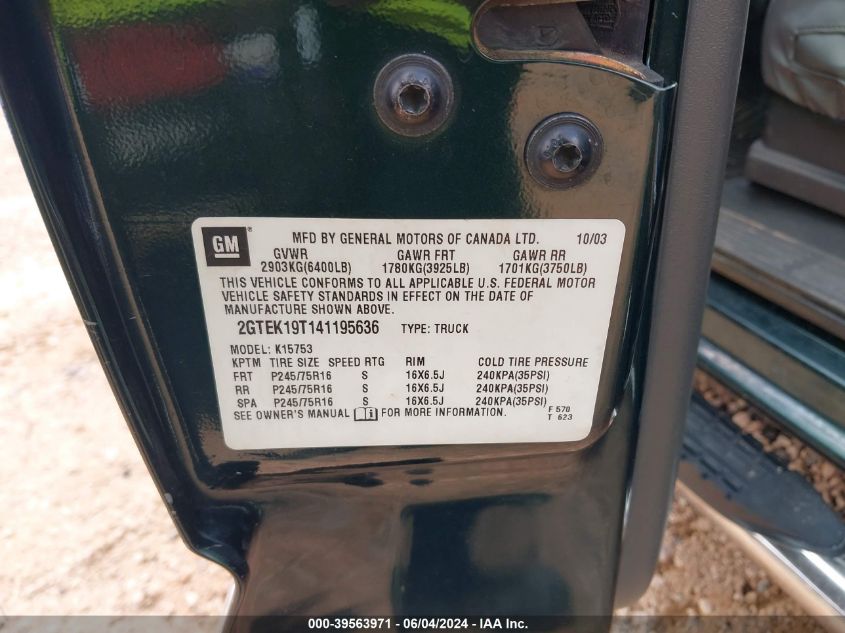 GM
MFD BY GENERAL MOTORS OF CANADA LTD. 10/03
GVWR GAWR FRT GAWR RR
2903KG(6400LB) 1780KG(3925LB) 1701KG(3750LB)
THIS VEHICLE CONFORMS TO ALL APPLICABLE U.S. FEDERAL MOTOR
VEHICLE SAFETY STANDARDS IN EFFECT ON THE DATE OF
MANUFACTURE SHOWN ABOVE.
2GTEK19T141195636 TYPE: TRUCK
MODEL: K15753
KPTM TIRE SIZE SPEED RTG RIM COLD TIRE PRESSURE
FRT P245/75R16 S 16X6.5J 240KPA(35PSI)
RR P245/75R16 S 16X6.5J 240KPA(35PSI)
SPA P245/75R16 S 16X6.5J 240KPA(35PSI)
SEE OWNER'S MANUAL FOR MORE INFORMATION.
F 570
T 623
000-39563971 - 06/04/2024 - IAA Inc.